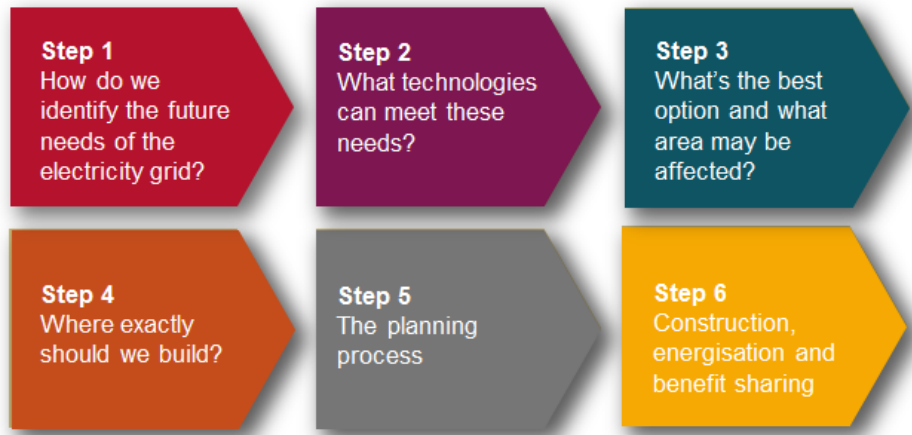 Step 1
How do we
identify the future
needs of the
electricity grid?
Step 2
What technologies
can meet these
needs?
Step 3
What's the best
option and what
area may be
affected?
Step 4
Where exactly
should we build?
Step 5
The planning
process
Step 6
Construction,
energisation and
benefit sharing